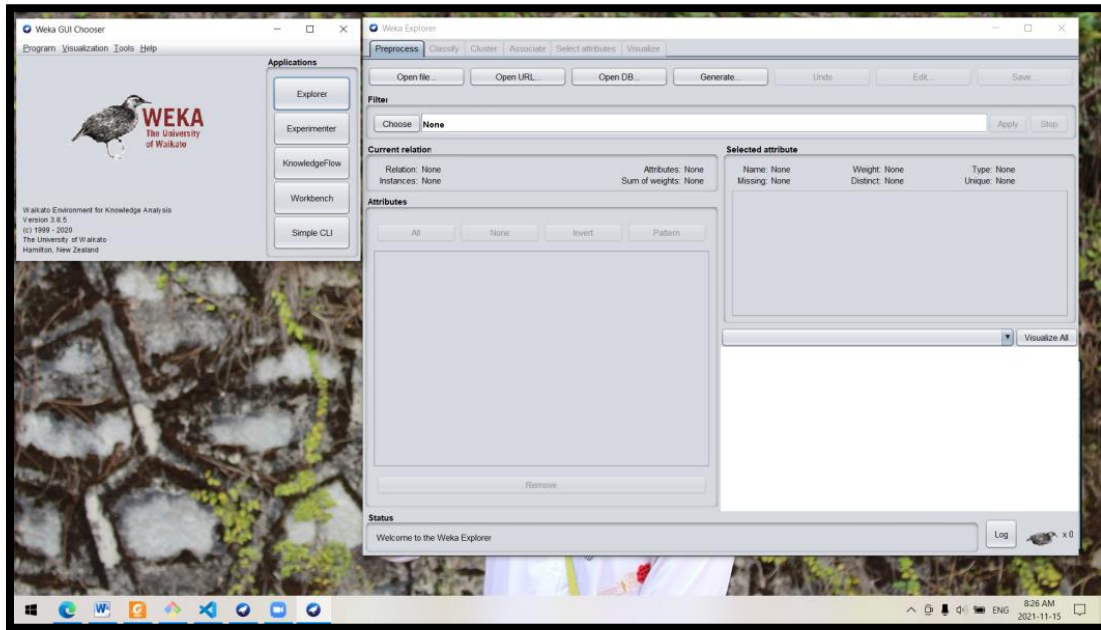 Weka GUI Chooser
Program Visualization Tools Help
WEKA
The University
of Waikato
Waikato Environment for Knowledge Analysis
Version 3.8.5
(c) 1999 - 2020
The University of Waikato
Hamilton, New Zealand
Applications
Explorer
Experimenter
KnowledgeFlow
Workbench
Simple CLI
Weka Explorer
Preprocess Classify Cluster Associate Select attributes Visualize
Open file... Open URL... Open DB... Generate... Undo Edit... Save...
Filter
Choose None Apply Stop
Current relation
Relation: None Attributes: None
Instances: None Sum of weights: None
Attributes
All None Invert Pattern
Remove
Selected attribute
Name: None Weight: None Type: None
Missing: None Distinct: None Unique: None
Visualize All
Status
Welcome to the Weka Explorer
Log x 0
ENG
8:26 AM
2021-11-15